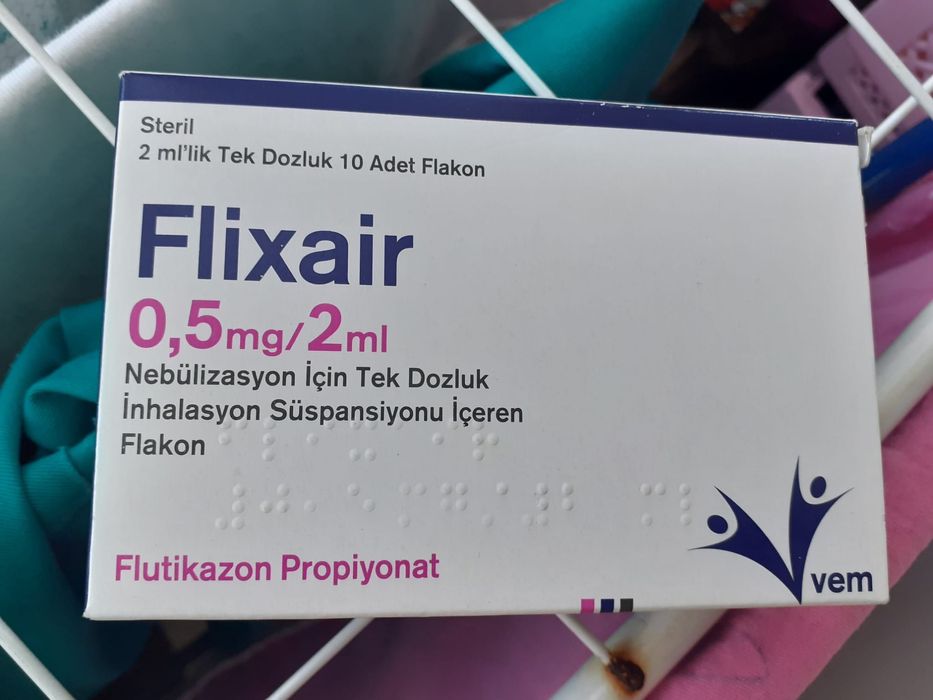 Steril
2 ml'lik Tek Dozluk 10 Adet Flakon
Flixair
0,5mg/2ml
Nebülizasyon İçin Tek Dozluk
İnhalasyon Süspansiyonu İçeren
Flakon
Flutikazon Propiyonat
vem